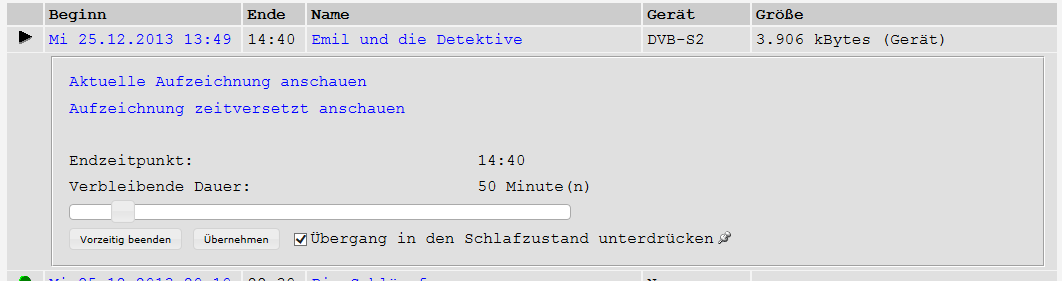 Beginn Ende Name Gerät Größe
Mi 25.12.2013 13:49 14:40 Emil und die Detektive DVB-S2 3.906 kBytes (Gerät)
Aktuelle Aufzeichnung anschauen
Aufzeichnung zeitversetzt anschauen
Endzeitpunkt: 14:40
Verbleibende Dauer: 50 Minute(n)
Vorzeitig beenden Übernehmen Übergang in den Schlafzustand unterdrücken